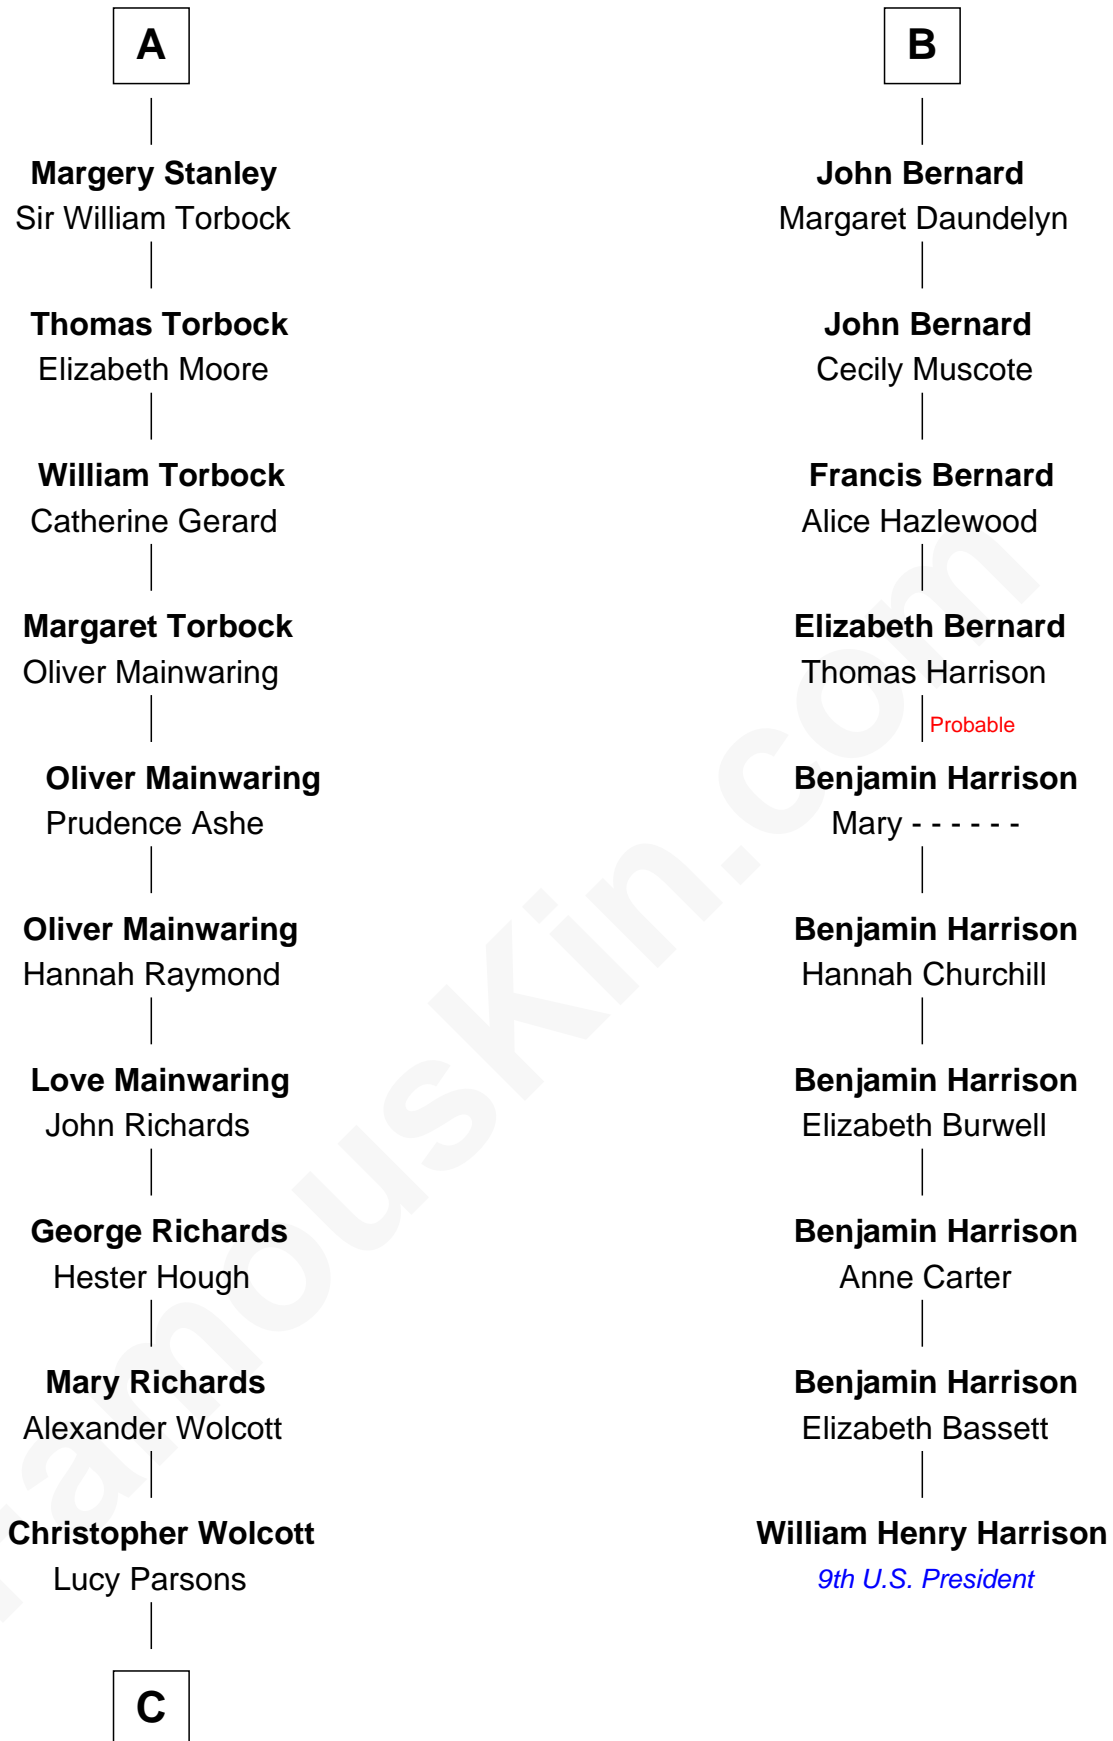 A
Margery Stanley
Sir William Torbock
Thomas Torbock
Elizabeth Moore
William Torbock
Catherine Gerard
Margaret Torbock
Oliver Mainwaring
Oliver Mainwaring
Prudence Ashe
Oliver Mainwaring
Hannah Raymond
Love Mainwaring
John Richards
George Richards
Hester Hough
Mary Richards
Alexander Wolcott
Christopher Wolcott
Lucy Parsons
C
B
John Bernard
Margaret Daundelyn
John Bernard
Cecily Muscote
Francis Bernard
Alice Hazlewood
Elizabeth Bernard
Thomas Harrison
Probable
Benjamin Harrison
Mary - - - - - -
Benjamin Harrison
Hannah Churchill
Benjamin Harrison
Elizabeth Burwell
Benjamin Harrison
Anne Carter
Benjamin Harrison
Elizabeth Bassett
William Henry Harrison
9th U.S. President
FamousKin.com